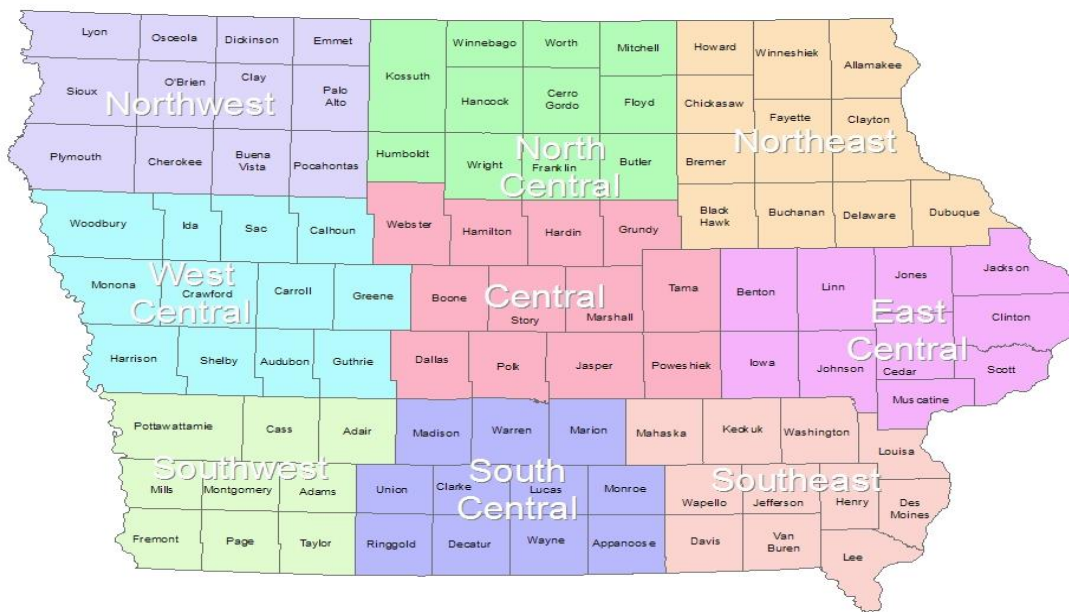 Lyon
Osceola
Dickinson
Emmet
Kossuth
Winnebago
Worth
Mitchell
Howard
Winneshiek
Allamakee
Sioux
O'Brien
Clay
Palo
Alto
Northwest
Hancock
Cerro
Gordo
Floyd
Chickasaw
Fayette
Clayton
Northeast
Plymouth
Cherokee
Buena
Vista
Pocahontas
Humboldt
Wright
Franklin
Butler
North
Central
Bremer
Woodbury
Ida
Sac
Calhoun
Webster
Hamilton
Hardin
Grundy
Black
Hawk
Buchanan
Delaware
Dubuque
Monona
Crawford
Carroll
Greene
West
Central
Boone
Story
Marshall
Central
Tama
Benton
Linn
Jones
Jackson
Clinton
East
Central
Harrison
Shelby
Audubon
Guthrie
Dallas
Polk
Jasper
Poweshiek
Iowa
Johnson
Cedar
Scott
Muscatine
Pottawattamie
Cass
Adair
Madison
Warren
Marion
Mahaska
Keokuk
Washington
Louisa
Southwest
Mills
Montgomery
Adams
Union
Clarke
Lucas
Monroe
South
Central
Wapello
Jefferson
Henry
Des
Moines
Southeast
Fremont
Page
Taylor
Ringgold
Decatur
Wayne
Appanoose
Davis
Van
Buren
Lee